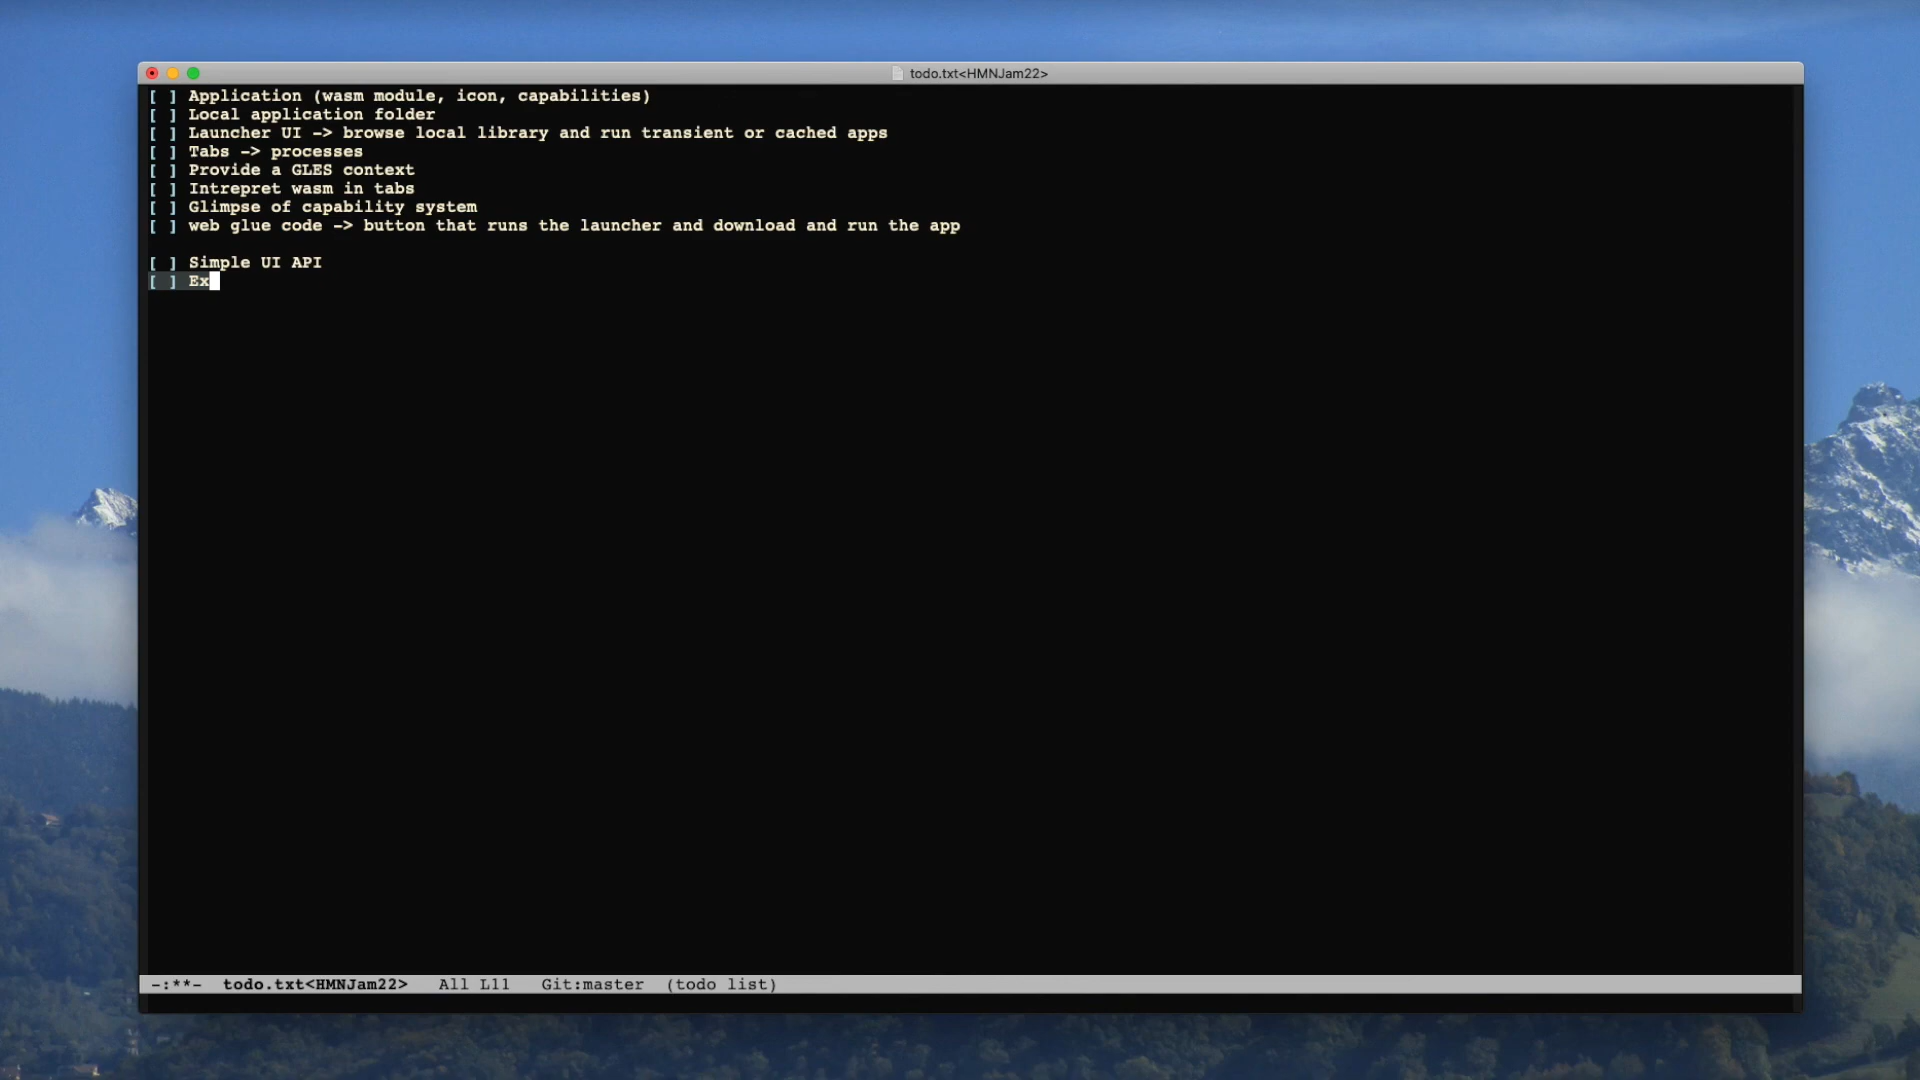 todo.txt<HMNJam22>
[ ] Application (wasm module, icon, capabilities)
[ ] Local application folder
[ ] Launcher UI -> browse local library and run transient or cached apps
[ ] Tabs -> processes
[ ] Provide a GLES context
[ ] Intrepret wasm in tabs
[ ] Glimpse of capability system
[ ] web glue code -> button that runs the launcher and download and run the app
[ ] Simple UI API
[ ] Ex
-:**- todo.txt<HMNJam22> All L11 Git:master (todo list)